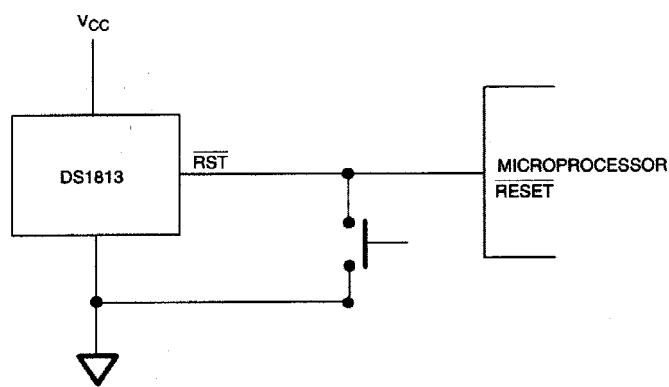 VCC
RST
DS1813
MICROPROCESSOR
RESET